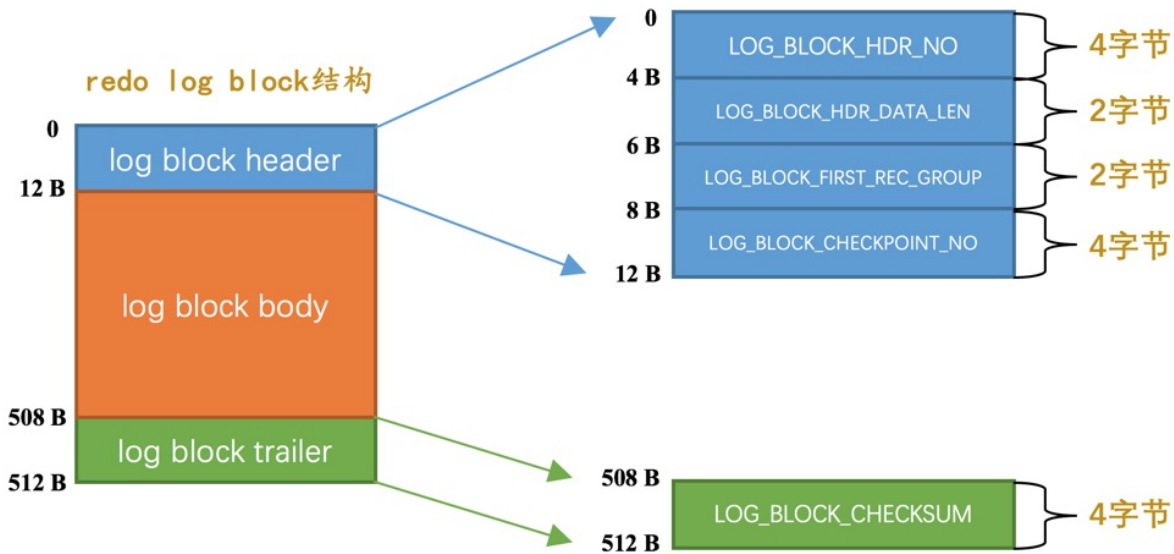 redo log block结构
0
log block header
12 B
log block body
508 B
log block trailer
512 B
0
LOG_BLOCK_HDR_NO
4字节
4 B
LOG_BLOCK_HDR_DATA_LEN
2字节
6 B
LOG_BLOCK_FIRST_REC_GROUP
2字节
8 B
LOG_BLOCK_CHECKPOINT_NO
4字节
12 B
508 B
LOG_BLOCK_CHECKSUM
4字节
512 B